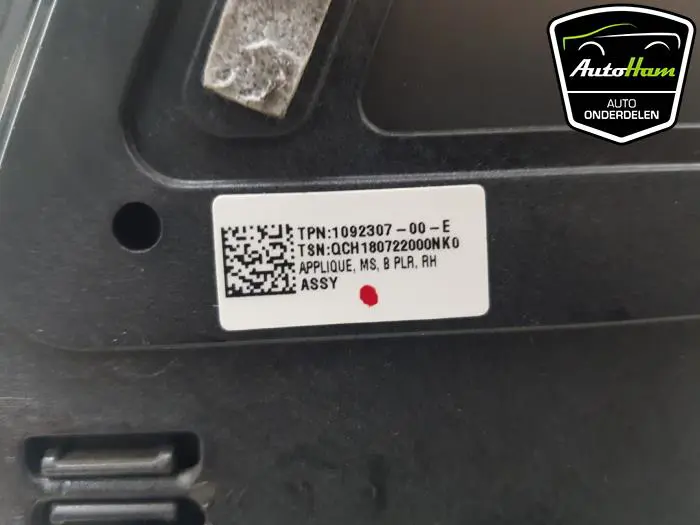 AutoHam
AUTO
ONDERDELEN
TPN:1092307-00-E
TSN:QCH180722000NK0
APPLIQUE, MS, B PLR, RH
ASSY